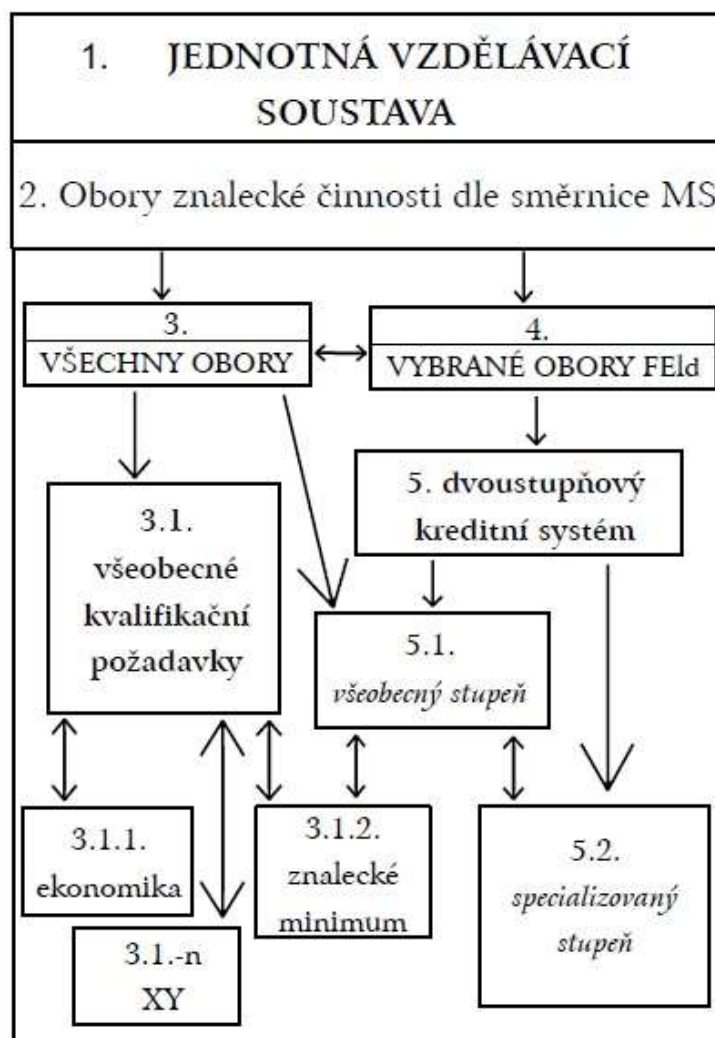 1. JEDNOTNÁ VZDĚLÁVACÍ
SOUSTAVA
2. Obory znalecké činnosti dle směrnice MS
3.
VŠECHNY OBORY
4.
VYBRANÉ OBORY FEld
3.1.
všeobecné
kvalifikační
požadavky
5. dvoustupňový
kreditní systém
5.1.
všeobecný stupeň
3.1.1.
ekonomika
3.1.-n
XY
3.1.2.
znalecké
minimum
5.2.
specializovaný
stupeň